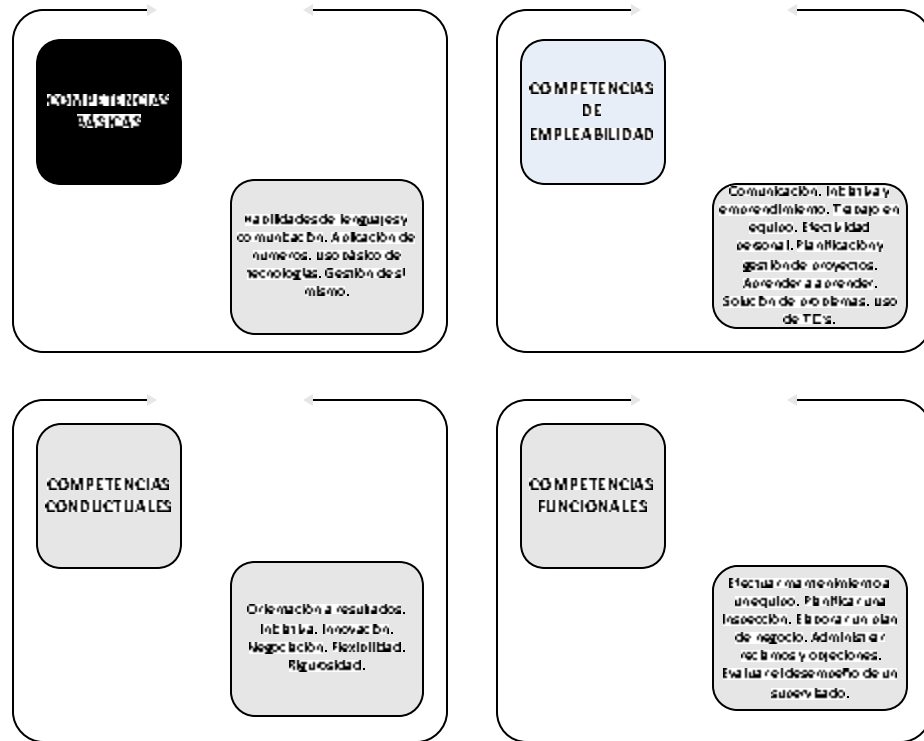 COMPETENCIAS
BÁSICAS
Habilidades de lenguajes y
comunicación. Aplicación de
números. Uso básico de
tecnologías. Gestión de sí
mismo.
COMPETENCIAS
DE
EMPLEABILIDAD
Comunicación. Iniciativa y
emprendimiento. Trabajo en
equipo. Efectividad
personal. Planificación y
gestión de proyectos.
Aprender a aprender.
Solución de problemas. Uso
de TIC's.
COMPETENCIAS
CONDUCTUALES
Orientación a resultados.
Iniciativa. Innovación.
Negociación. Flexibilidad.
Rigurosidad.
COMPETENCIAS
FUNCIONALES
Efectuar mantenimiento a
un equipo. Planificar una
inspección. Elaborar un plan
de negocio. Administrar
reclamos y objeciones.
Evaluar el desempeño de un
supervisado.